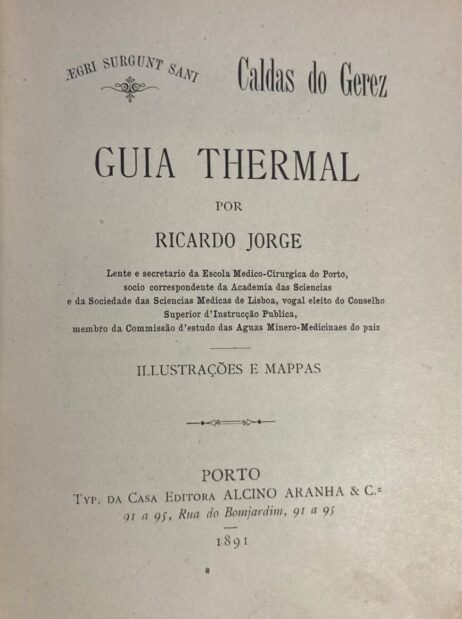 ÆGRI SURGUNT SANI
Caldas do Gerez
GUIA THERMAL
POR
RICARDO JORGE
Lente e secretario da Escola Medico-Cirurgica do Porto,
socio correspondente da Academia das Sciencias
e da Sociedade das Sciencias Medicas de Lisboa, vogal eleito do Conselho
Superior d'Instrucção Publica,
membro da Commissão d'estudo das Aguas Minero-Medicinaes do paiz
ILLUSTRAÇÕES E MAPPAS
PORTO
TYP. DA CASA EDITORA ALCINO ARANHA & C.ª
91 a 95, Rua do Bomjardim, 91 a 95
1891